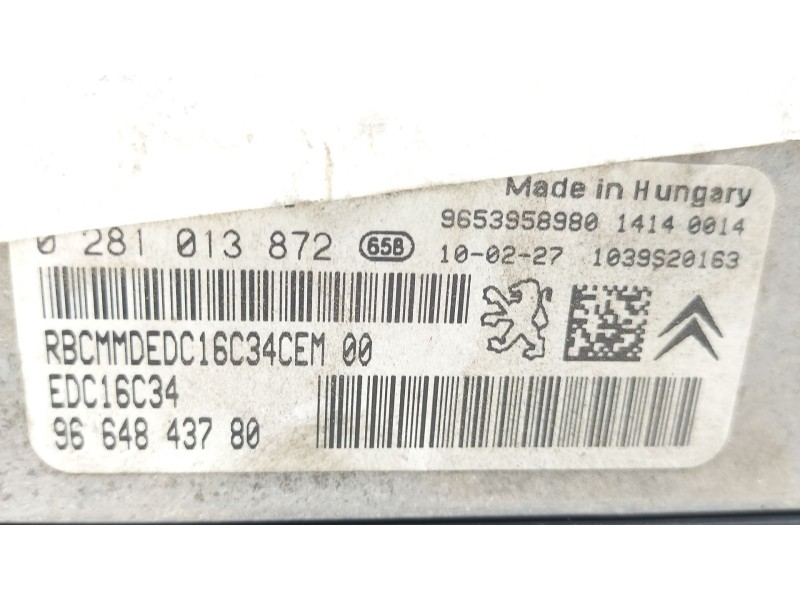 Made in Hungary
9653958980 1414 0014
0 281 013 872 65B 10-02-27 1039S20163
RBCMMDEDC16C34CEM 00
EDC16C34
96 648 437 80